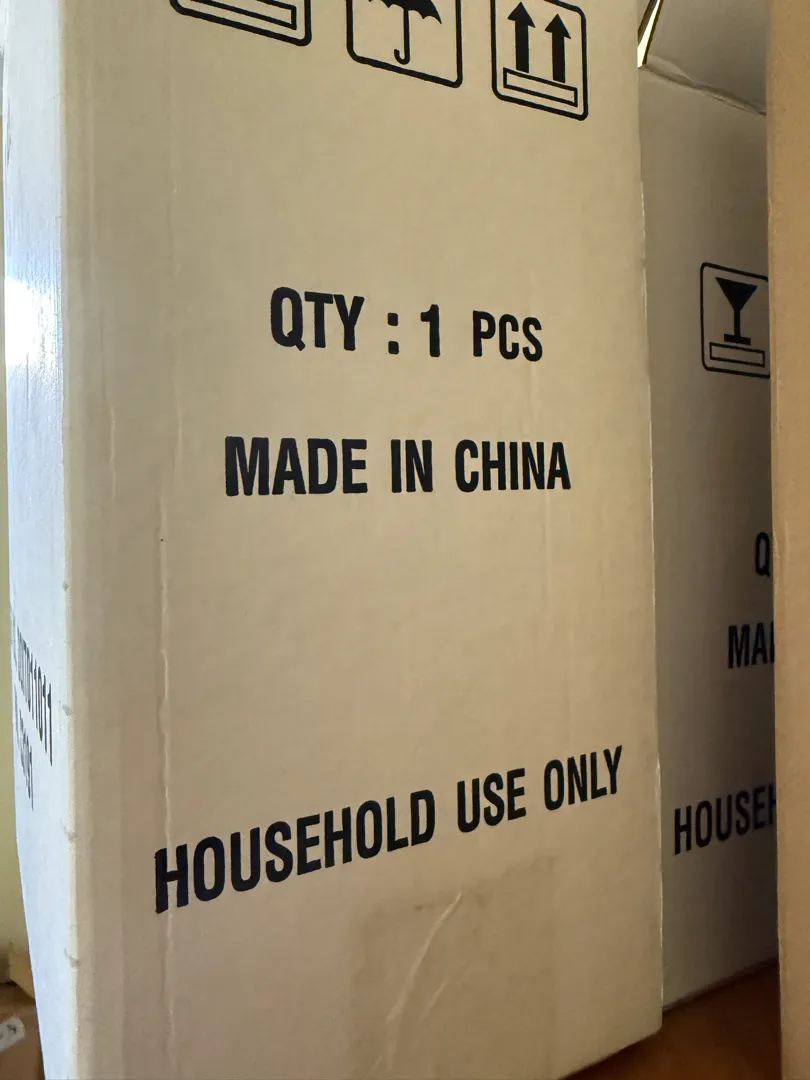 QTY : 1 PCS
MADE IN CHINA
HOUSEHOLD USE ONLY